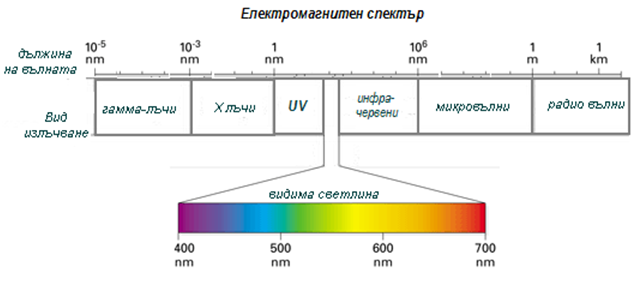 Електромагнитен спектър
дължина
на вълната
10⁻⁵ nm 10⁻³ nm 1 nm 10⁶ nm 1 m 1 km
Вид
излъчване
гама-лъчи
Х лъчи
UV
инфра-
червени
микровълни
радио вълни
видима светлина
400 nm 500 nm 600 nm 700 nm